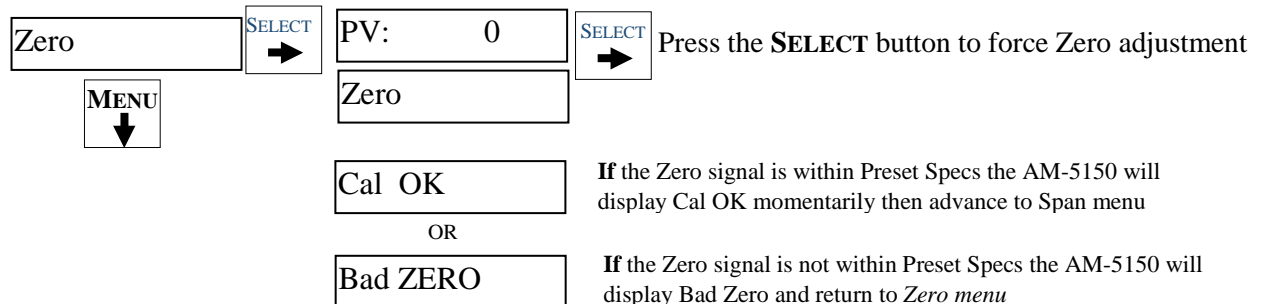 Zero
SELECT
PV: 0
SELECT
Press the SELECT button to force Zero adjustment
MENU
Zero
Cal OK
If the Zero signal is within Preset Specs the AM-5150 will
display Cal OK momentarily then advance to Span menu
OR
Bad ZERO
If the Zero signal is not within Preset Specs the AM-5150 will
display Bad Zero and return to Zero menu